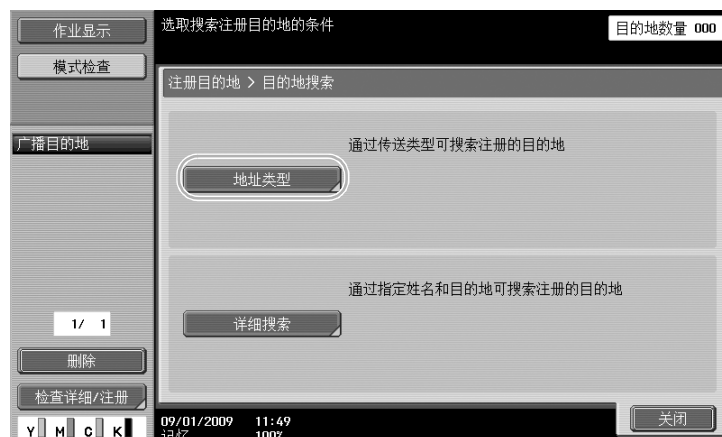 作业显示
选取搜索注册目的地的条件
目的地数量 000
模式检查
注册目的地 > 目的地搜索
广播目的地
通过传送类型可搜索注册的目的地
地址类型
通过指定姓名和目的地可搜索注册的目的地
详细搜索
1/ 1
删除
检查详细/注册
关闭
09/01/2009 11:49
Y M C K
记忆 100%